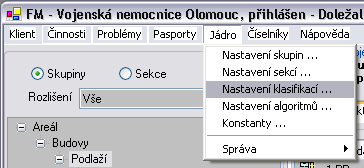 FM - Vojenská nemocnice Olomouc, přihlášen - Doležal
Klient Činnosti Problémy Pasporty Jádro Číselníky Nápověda
Nastavení skupin ...
Nastavení sekcí ...
Nastavení klasifikací ...
Nastavení algoritmů ...
Konstanty ...
Správa
Skupiny Sekce
Rozlišení Vše
Areál
Budovy
Podlaží